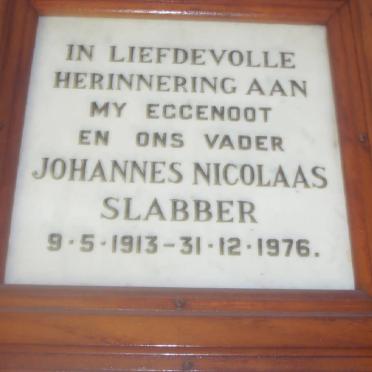 IN LIEFDEVOLLE
HERINNERING AAN
MY EGGENOOT
EN ONS VADER
JOHANNES NICOLAAS
SLABBER
9·5·1913–31·12·1976.